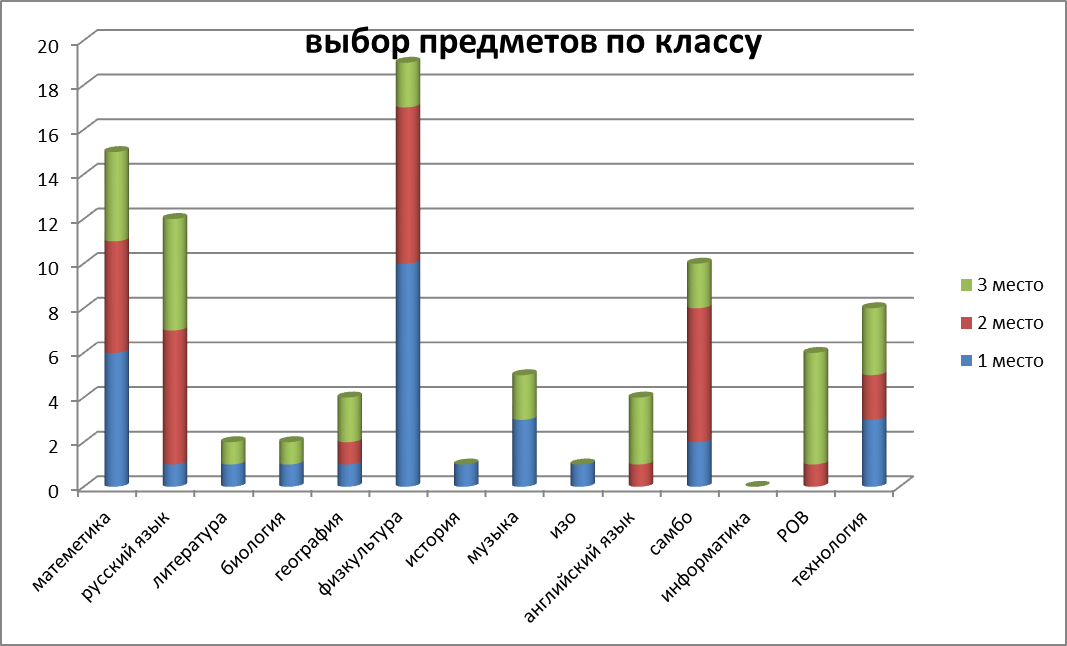 выбор предметов по классу
20
18
16
14
12
10
8
6
4
2
0
матеметика
русский язык
литература
биология
география
физкультура
история
музыка
изо
английский язык
самбо
информатика
РОВ
технология
3 место
2 место
1 место